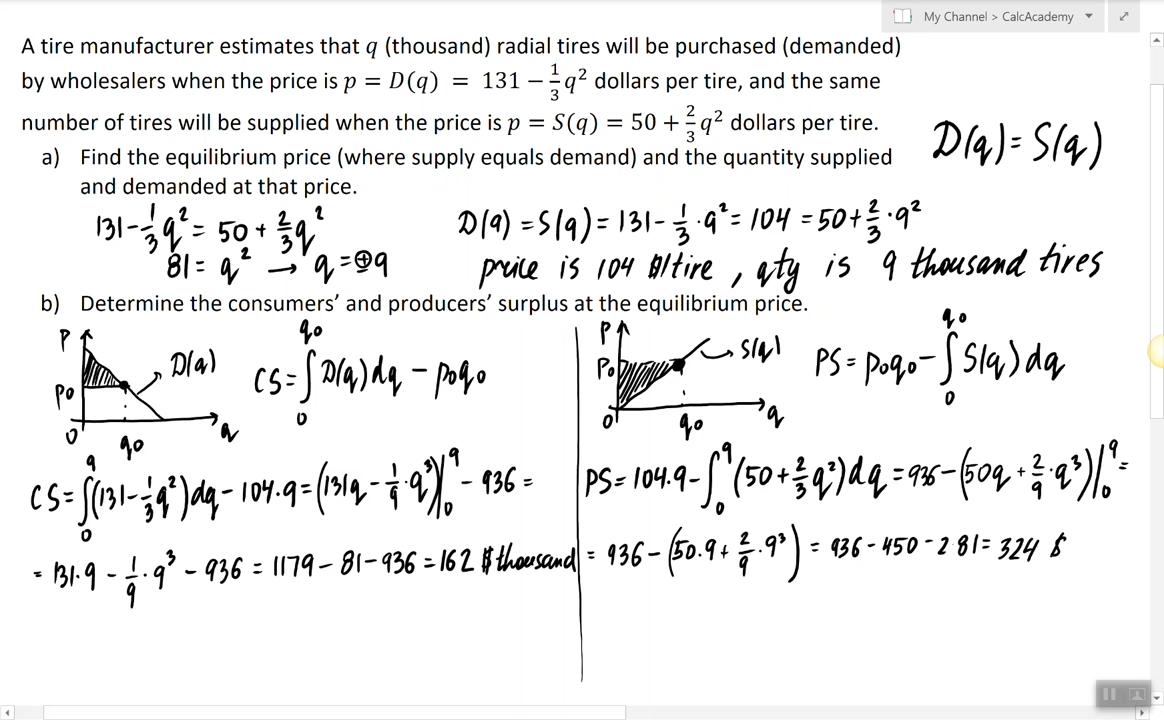 My Channel > CalcAcademy
A tire manufacturer estimates that q (thousand) radial tires will be purchased (demanded)
by wholesalers when the price is p = D(q) = 131 − 1/3 q² dollars per tire, and the same
number of tires will be supplied when the price is p = S(q) = 50 + 2/3 q² dollars per tire.
D(q) = S(q)
a) Find the equilibrium price (where supply equals demand) and the quantity supplied
and demanded at that price.
131 - 1/3 q² = 50 + 2/3 q²
81 = q² → q = ⊕9
D(9) = S(9) = 131 - 1/3 · 9² = 104 = 50 + 2/3 · 9²
price is 104 $/tire, qty is 9 thousand tires
b) Determine the consumers’ and producers’ surplus at the equilibrium price.
P
P0
0
q0
q
D(q)
CS = ∫₀^q0 D(q) dq - p0q0
CS = ∫₀^9 (131 - 1/3 q²) dq - 104·9 = (131q - 1/9 · q³)|₀^9 - 936 =
= 131·9 - 1/9 · 9³ - 936 = 1179 - 81 - 936 = 162 $ thousand
P
P0
0
q0
q
S(q)
PS = p0q0 - ∫₀^q0 S(q) dq
PS = 104·9 - ∫₀^9 (50 + 2/3 q²) dq = 936 - (50q + 2/9 · q³)|₀^9 =
= 936 - (50·9 + 2/9 · 9³) = 936 - 450 - 2·81 = 324 $